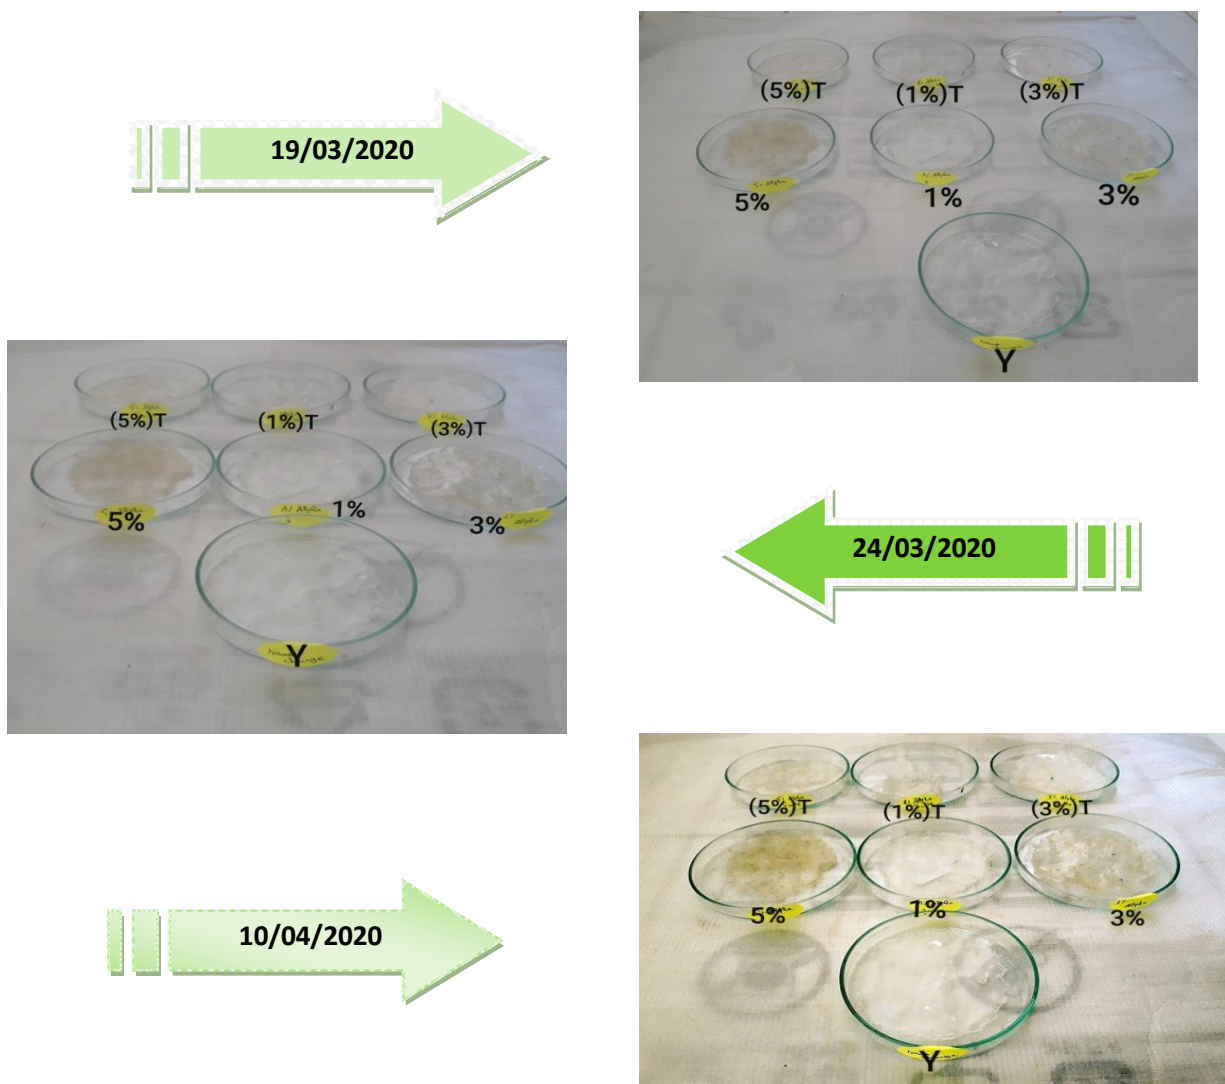 19/03/2020
(5%)T
(1%)T
(3%)T
5%
1%
3%
Y
(5%)T
(1%)T
(3%)T
5%
1%
3%
Y
24/03/2020
(5%)T
(1%)T
(3%)T
5%
1%
3%
Y
10/04/2020